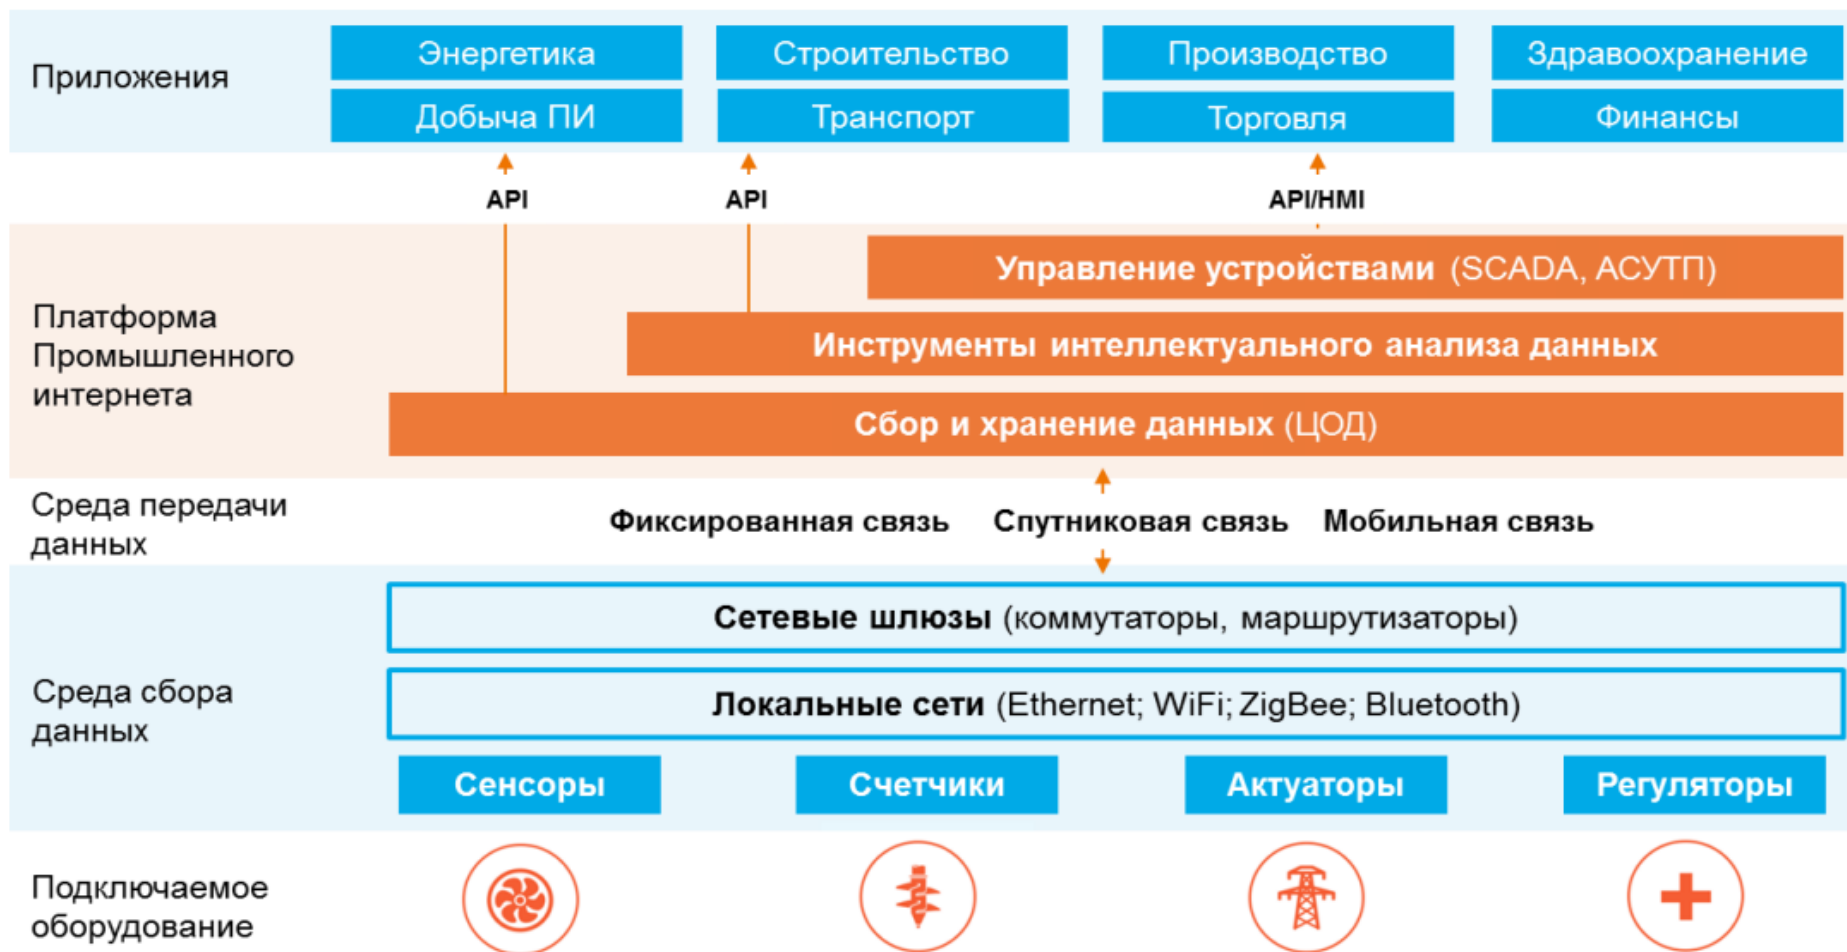 Приложения
Энергетика
Строительство
Производство
Здравоохранение
Добыча ПИ
Транспорт
Торговля
Финансы
API
API
API/HMI
Платформа
Промышленного
интернета
Управление устройствами (SCADA, АСУТП)
Инструменты интеллектуального анализа данных
Сбор и хранение данных (ЦОД)
Среда передачи
данных
Фиксированная связь
Спутниковая связь
Мобильная связь
Среда сбора
данных
Сетевые шлюзы (коммутаторы, маршрутизаторы)
Локальные сети (Ethernet; WiFi; ZigBee; Bluetooth)
Сенсоры
Счетчики
Актуаторы
Регуляторы
Подключаемое
оборудование